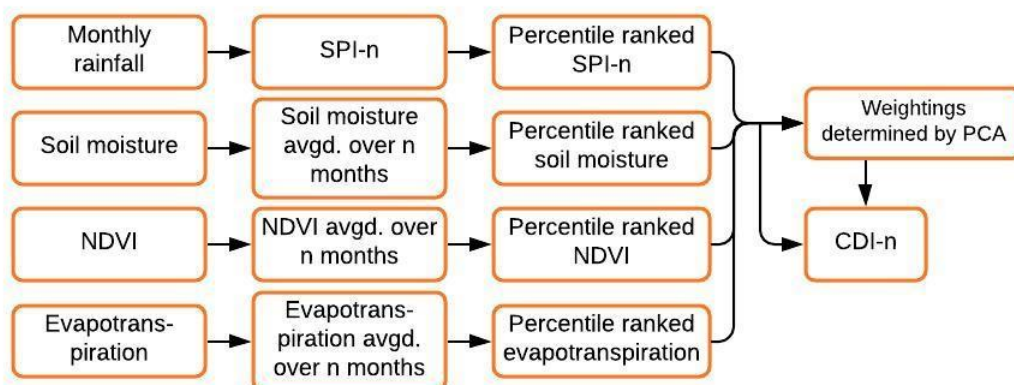 Monthly
rainfall
SPI-n
Percentile ranked
SPI-n
Weightings
determined by PCA
Soil moisture
Soil moisture
avgd. over n
months
Percentile ranked
soil moisture
NDVI
NDVI avgd. over
n months
Percentile ranked
NDVI
CDI-n
Evapotrans-
piration
Evapotrans-
piration avgd.
over n months
Percentile ranked
evapotranspiration